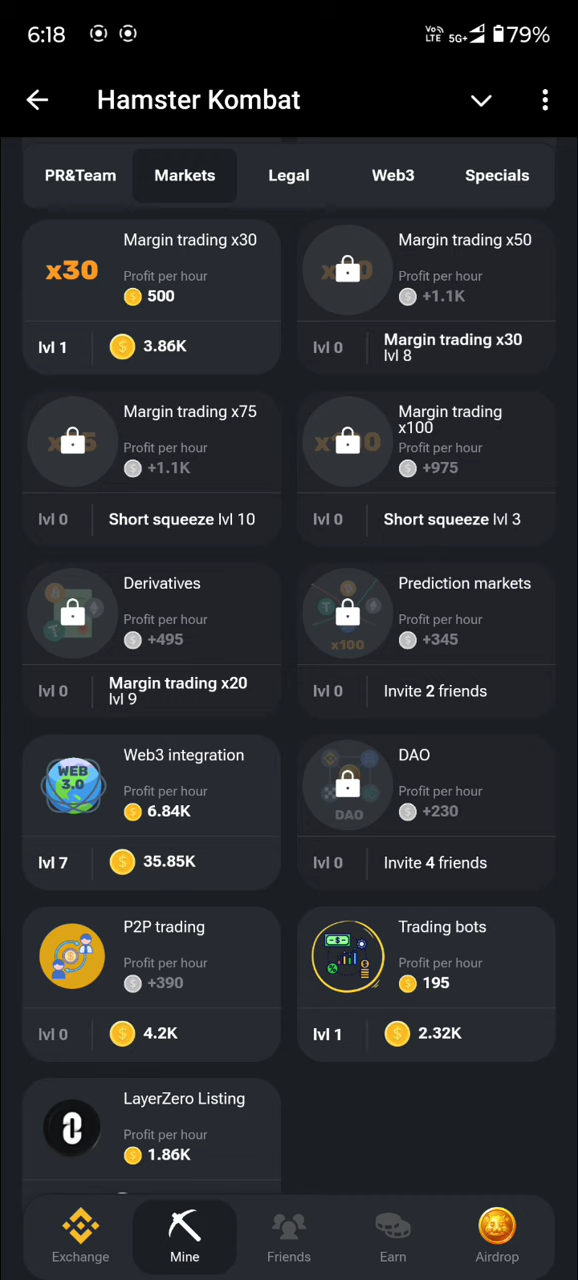 6:18
Vo LTE 5G+ 79%
Hamster Kombat
PR&Team Markets Legal Web3 Specials
x30
Margin trading x30
Profit per hour
500
lvl 1
3.86K
Margin trading x50
Profit per hour
+1.1K
lvl 0
Margin trading x30
lvl 8
Margin trading x75
Profit per hour
+1.1K
lvl 0
Short squeeze lvl 10
Margin trading
x100
Profit per hour
+975
lvl 0
Short squeeze lvl 3
Derivatives
Profit per hour
+495
lvl 0
Margin trading x20
lvl 9
x100
Prediction markets
Profit per hour
+345
lvl 0
Invite 2 friends
WEB
3.0
Web3 integration
Profit per hour
6.84K
lvl 7
35.85K
DAO
DAO
Profit per hour
+230
lvl 0
Invite 4 friends
P2P trading
Profit per hour
+390
lvl 0
4.2K
Trading bots
Profit per hour
195
lvl 1
2.32K
LayerZero Listing
Profit per hour
1.86K
Exchange Mine Friends Earn Airdrop